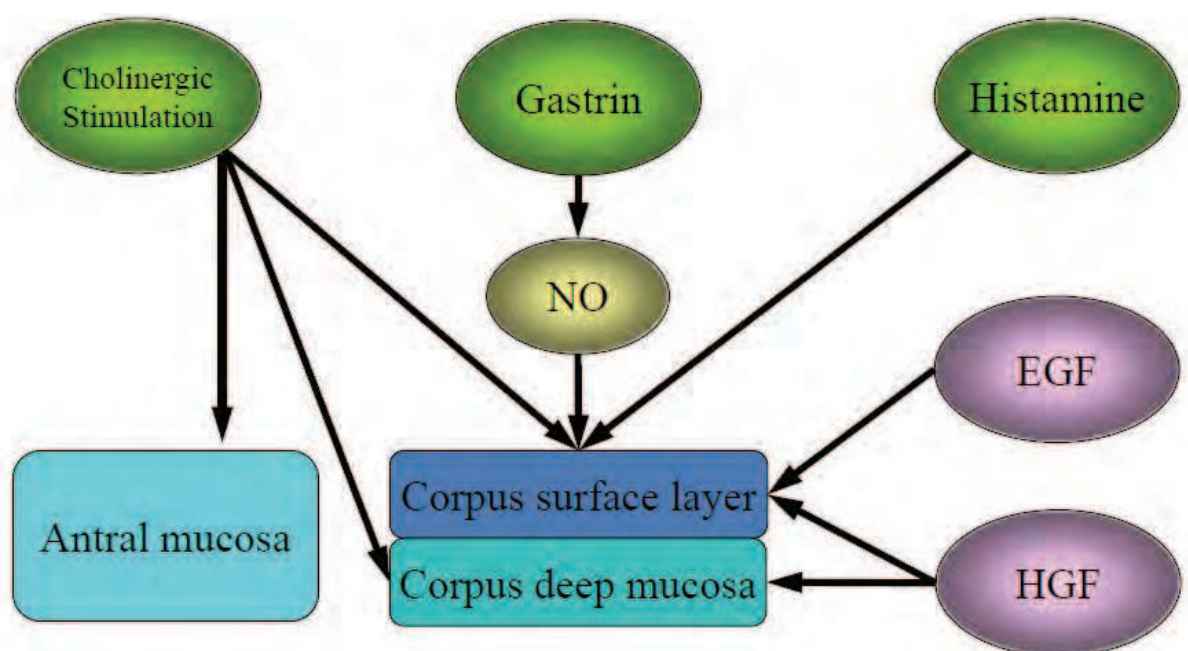 Cholinergic
Stimulation
Gastrin
Histamine
NO
EGF
Corpus surface layer
Antral mucosa
Corpus deep mucosa
HGF